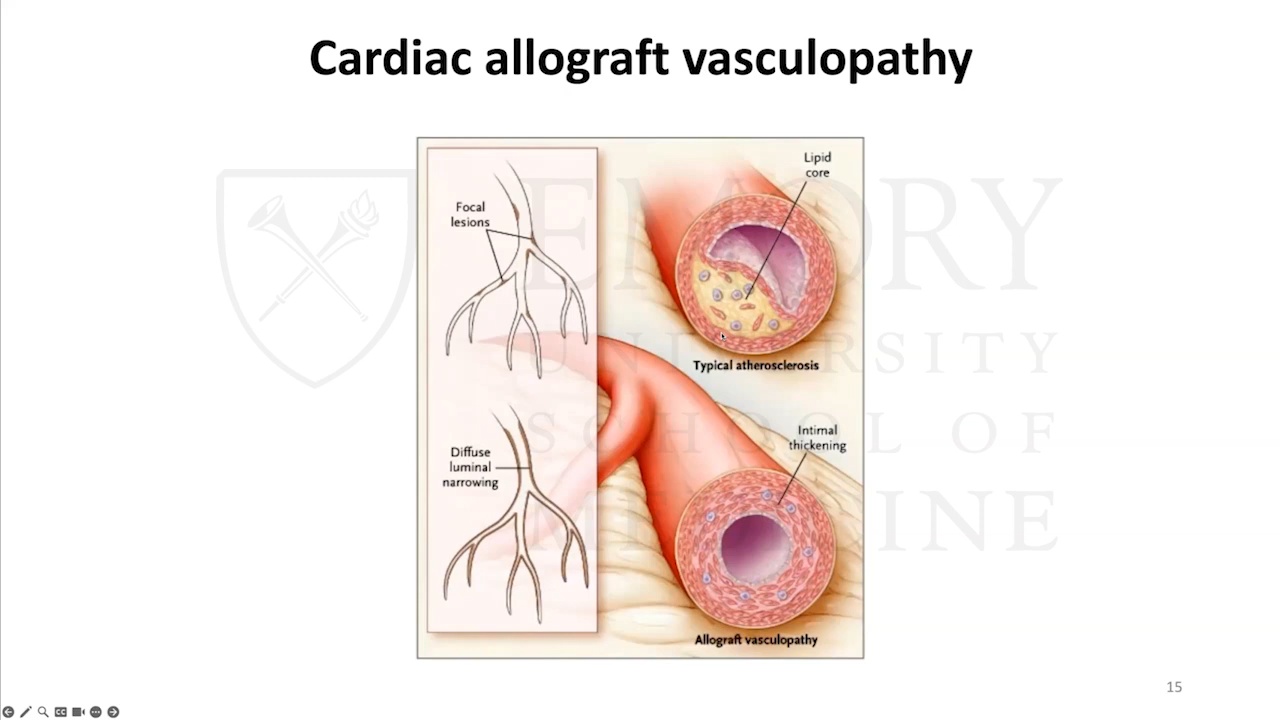 Cardiac allograft vasculopathy
Lipid
core
Focal
lesions
Typical atherosclerosis
Intimal
thickening
Diffuse
luminal
narrowing
Allograft vasculopathy
EMORY
UNIVERSITY
SCHOOL OF
MEDICINE
15